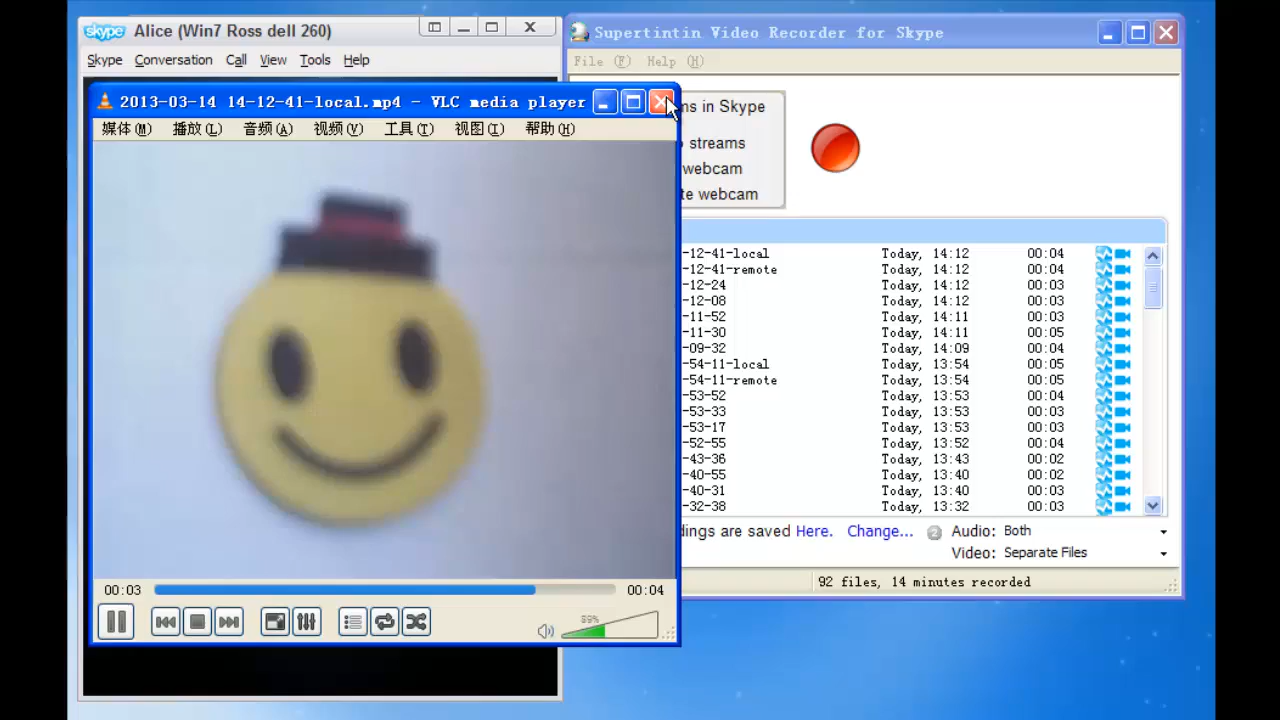 skype Alice (Win7 Ross dell 260)
Skype Conversation Call View Tools Help
Supertintin Video Recorder for Skype
File (F) Help (H)
2013-03-14 14-12-41-local.mp4 - VLC media player
媒体(M) 播放(L) 音频(A) 视频(V) 工具(T) 视图(I) 帮助(H)
ms in Skype
streams
webcam
te webcam
-12-41-local Today, 14:12 00:04
-12-41-remote Today, 14:12 00:04
-12-24 Today, 14:12 00:03
-12-08 Today, 14:12 00:03
-11-52 Today, 14:11 00:03
-11-30 Today, 14:11 00:05
-09-32 Today, 14:09 00:04
-54-11-local Today, 13:54 00:05
-54-11-remote Today, 13:54 00:05
-53-52 Today, 13:53 00:04
-53-33 Today, 13:53 00:03
-53-17 Today, 13:53 00:03
-52-55 Today, 13:52 00:04
-43-36 Today, 13:43 00:02
-40-55 Today, 13:40 00:02
-40-31 Today, 13:40 00:03
-32-38 Today, 13:32 00:03
dings are saved Here. Change... 2 Audio: Both
Video: Separate Files
92 files, 14 minutes recorded
00:03 00:04